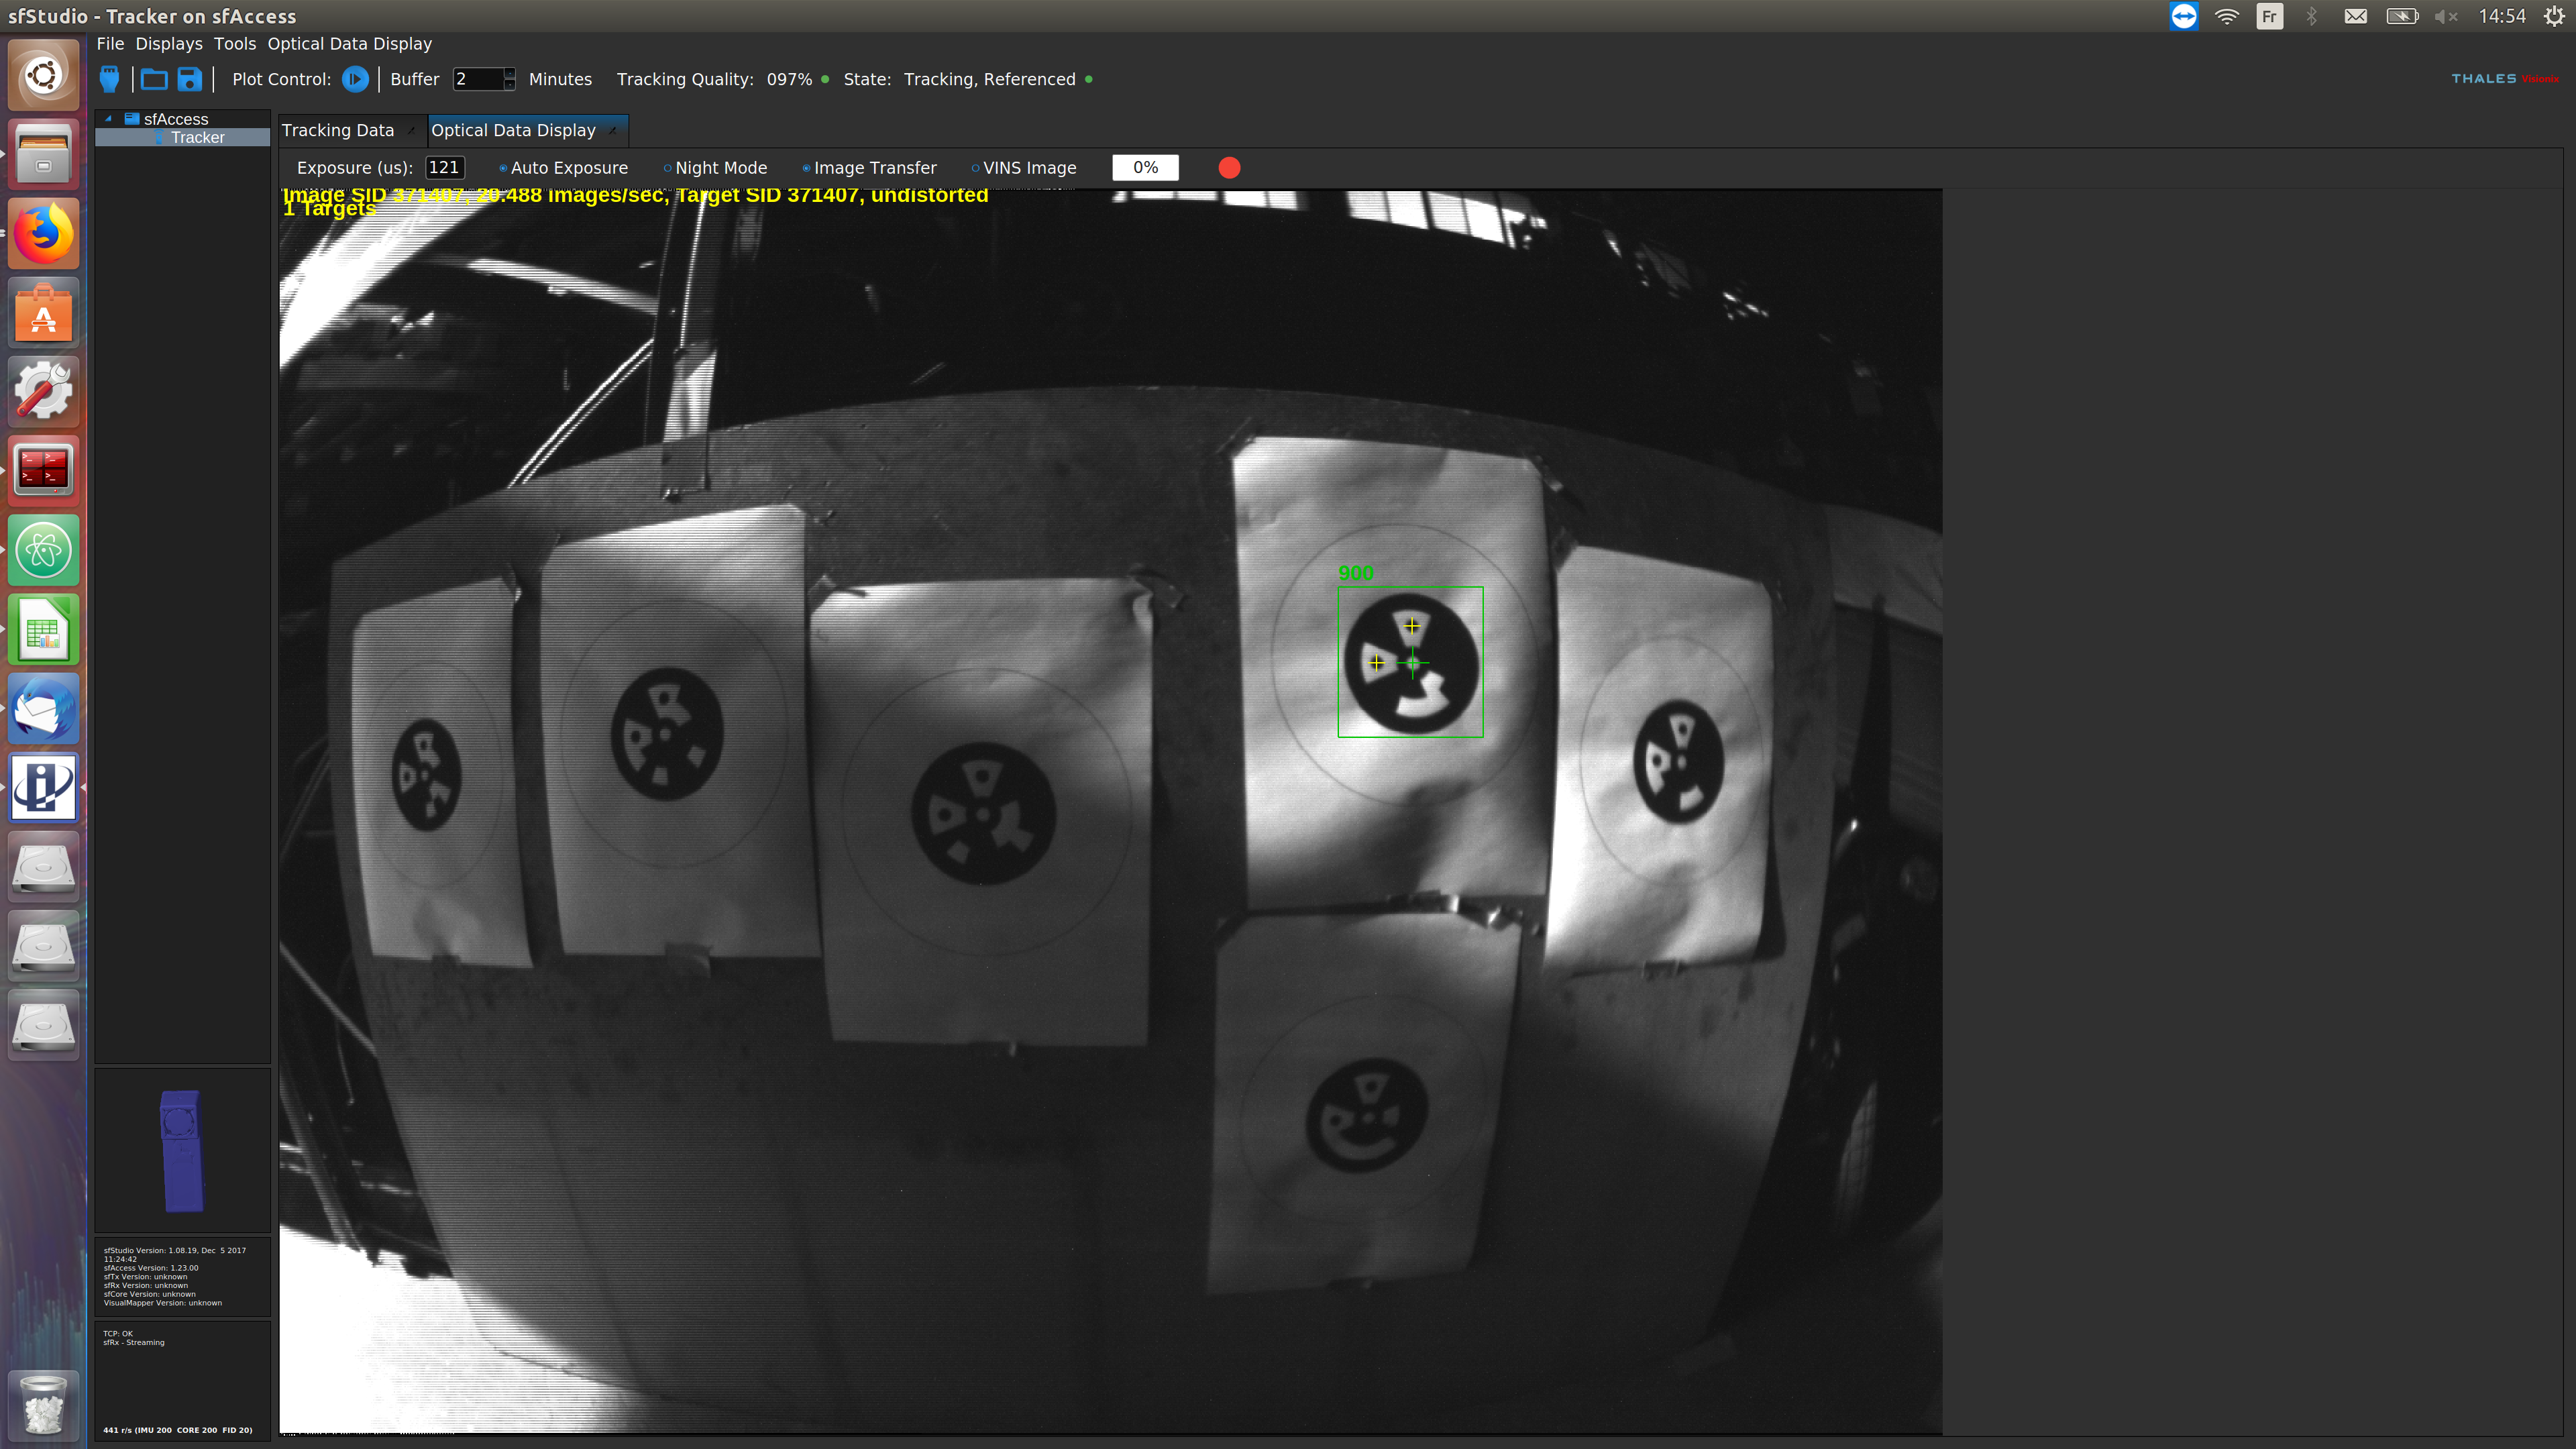 sfStudio - Tracker on sfAccess
Fr
14:54
File Displays Tools Optical Data Display
Plot Control: Buffer 2 Minutes Tracking Quality: 097% State: Tracking, Referenced
THALES Visionix
sfAccess
Tracker
Tracking Data Optical Data Display
Exposure (us): 121 Auto Exposure Night Mode Image Transfer VINS Image 0%
Image SID 371407, 20.488 Images/sec, Target SID 371407, undistorted
1 Targets
900
sfStudio Version: 1.08.19, Dec 5 2017
11:24:42
sfAccess Version: 1.23.00
sfTx Version: unknown
sfRx Version: unknown
sfCore Version: unknown
VisualMapper Version: unknown
TCP: OK
sfRx - Streaming
441 r/s (IMU 200 CORE 200 FID 20)